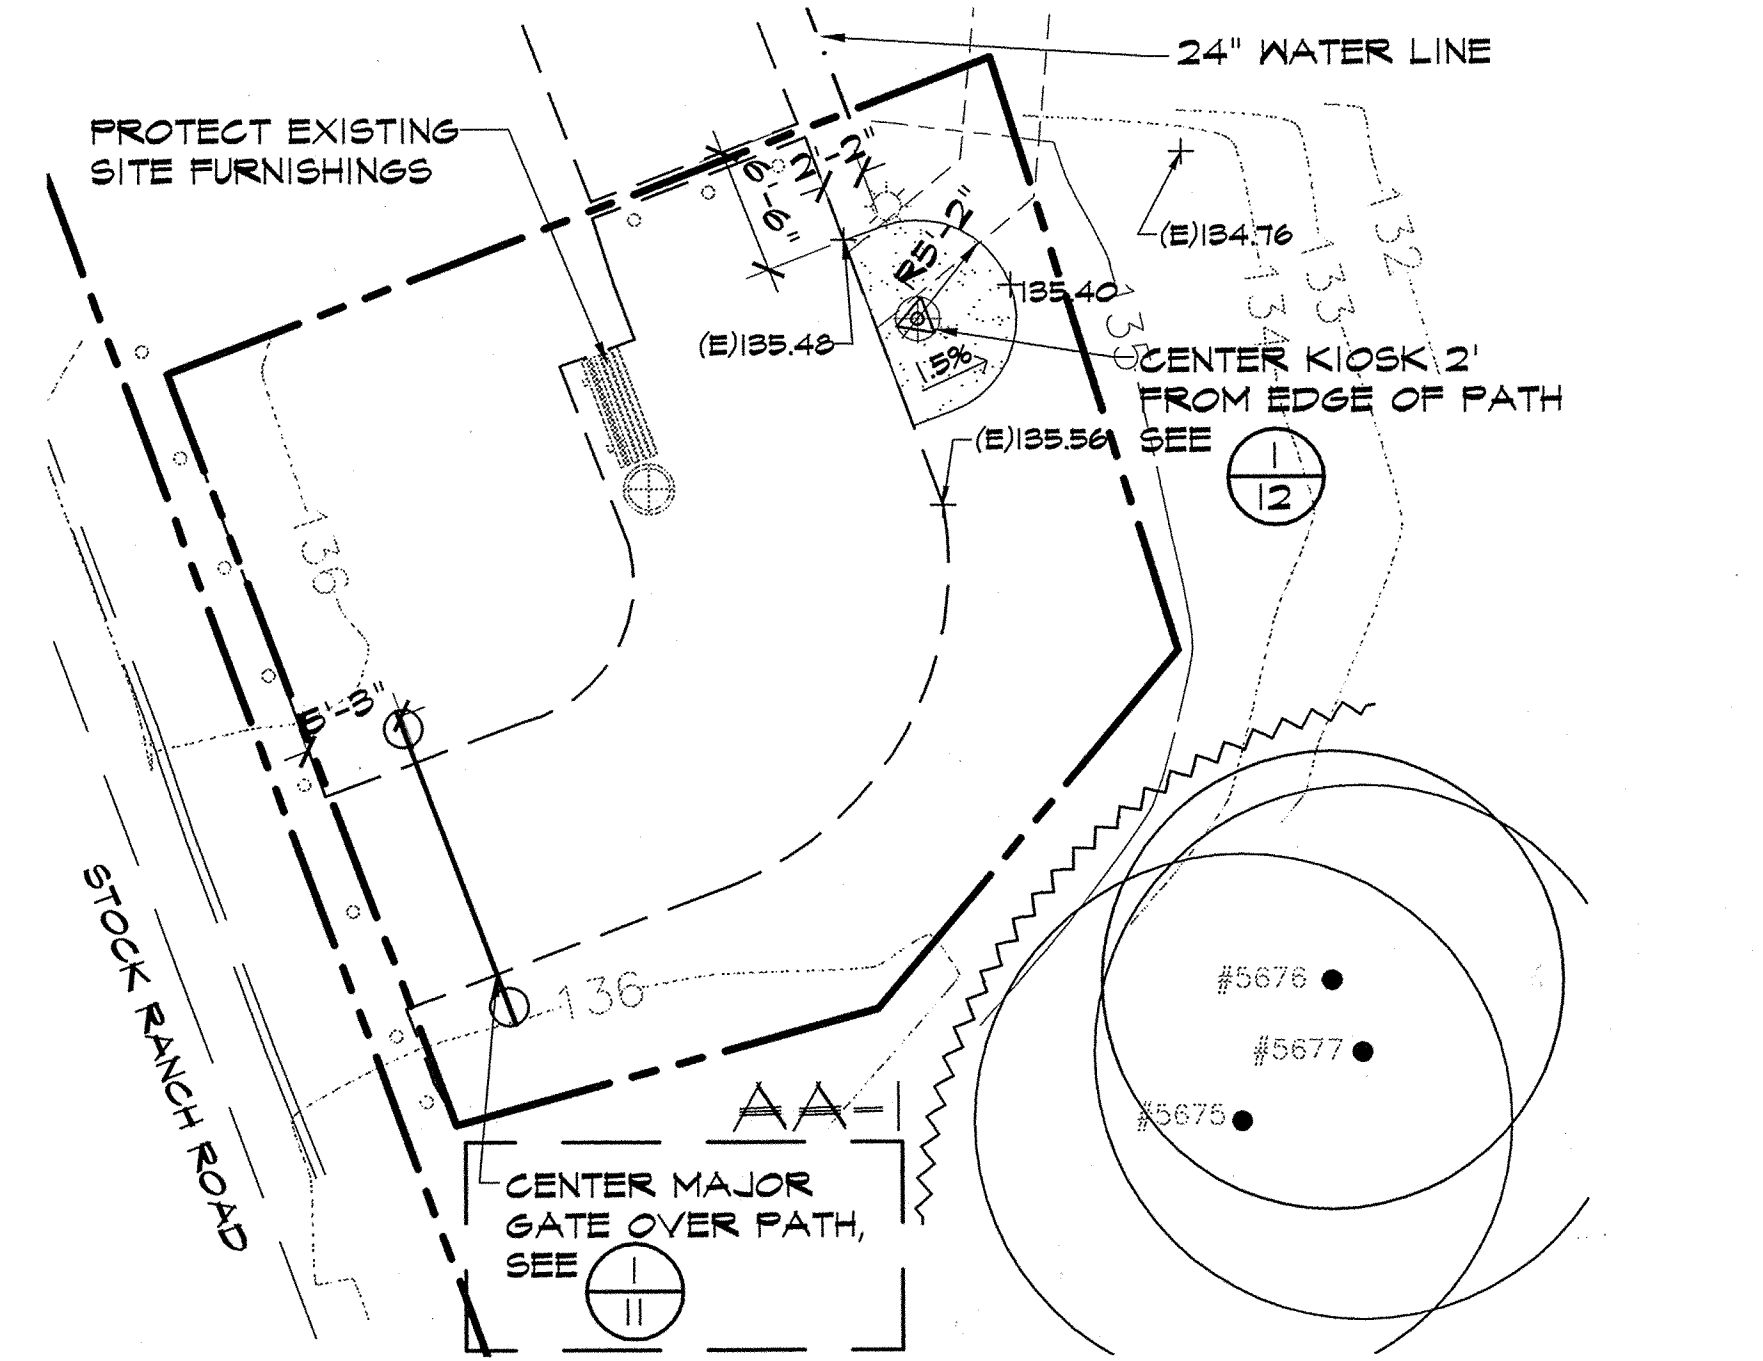 24" WATER LINE
PROTECT EXISTING
SITE FURNISHINGS
6'-6"
2'-2"
R5'-2"
(E)134.76
132
133
134
135
135.40
(E)135.48
1.5%
CENTER KIOSK 2'
FROM EDGE OF PATH
SEE
1
12
(E)135.56
136
5'-3"
STOCK RANCH ROAD
136
#5676
#5677
#5675
AA-1
CENTER MAJOR
GATE OVER PATH,
SEE
1
11